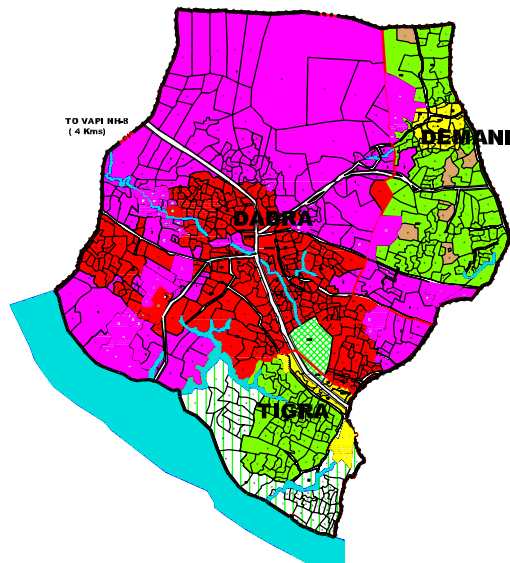 TO VAPI NH-8
( 4 Kms)
DEMANI
DADRA
TIGRA